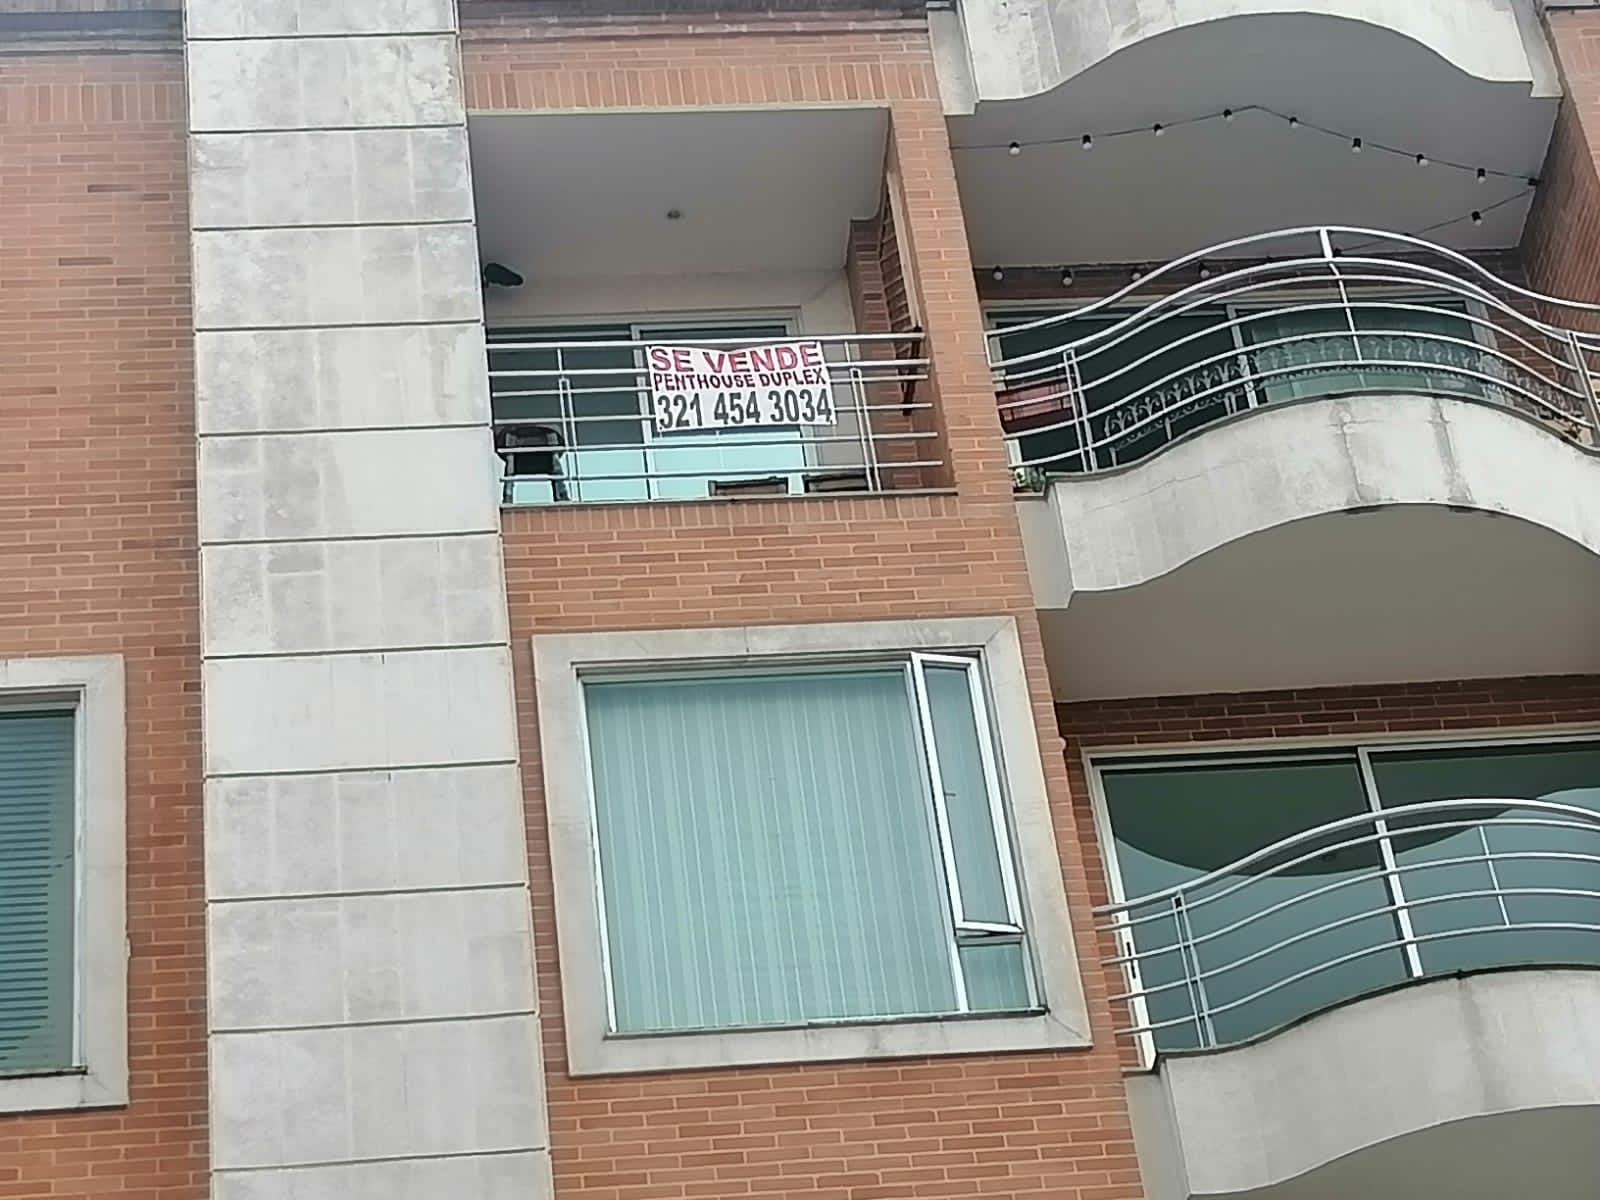 SE VENDE
PENTHOUSE DUPLEX
321 454 3034